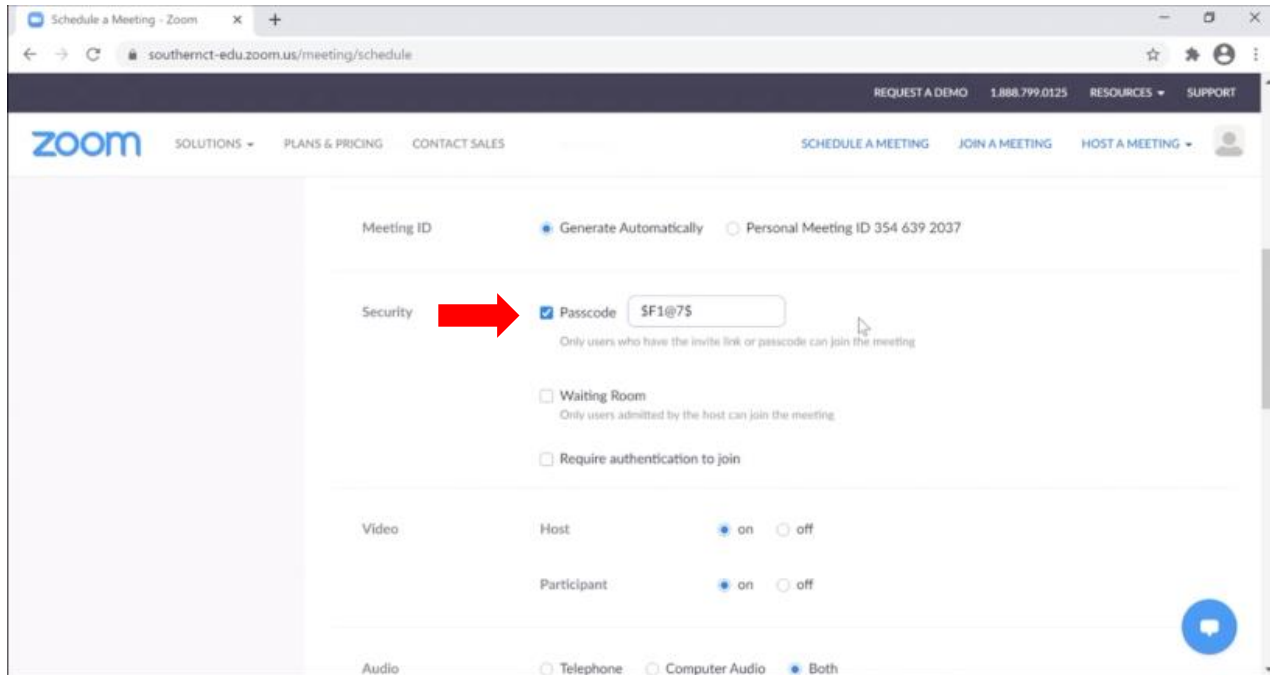 Schedule a Meeting - Zoom
southernct-edu.zoom.us/meeting/schedule
REQUEST A DEMO 1.888.799.0125 RESOURCES SUPPORT
zoom SOLUTIONS PLANS & PRICING CONTACT SALES SCHEDULE A MEETING JOIN A MEETING HOST A MEETING
Meeting ID Generate Automatically Personal Meeting ID 354 639 2037
Security Passcode $F1@7$
Only users who have the invite link or passcode can join the meeting
Waiting Room
Only users admitted by the host can join the meeting
Require authentication to join
Video Host on off
Participant on off
Audio Telephone Computer Audio Both